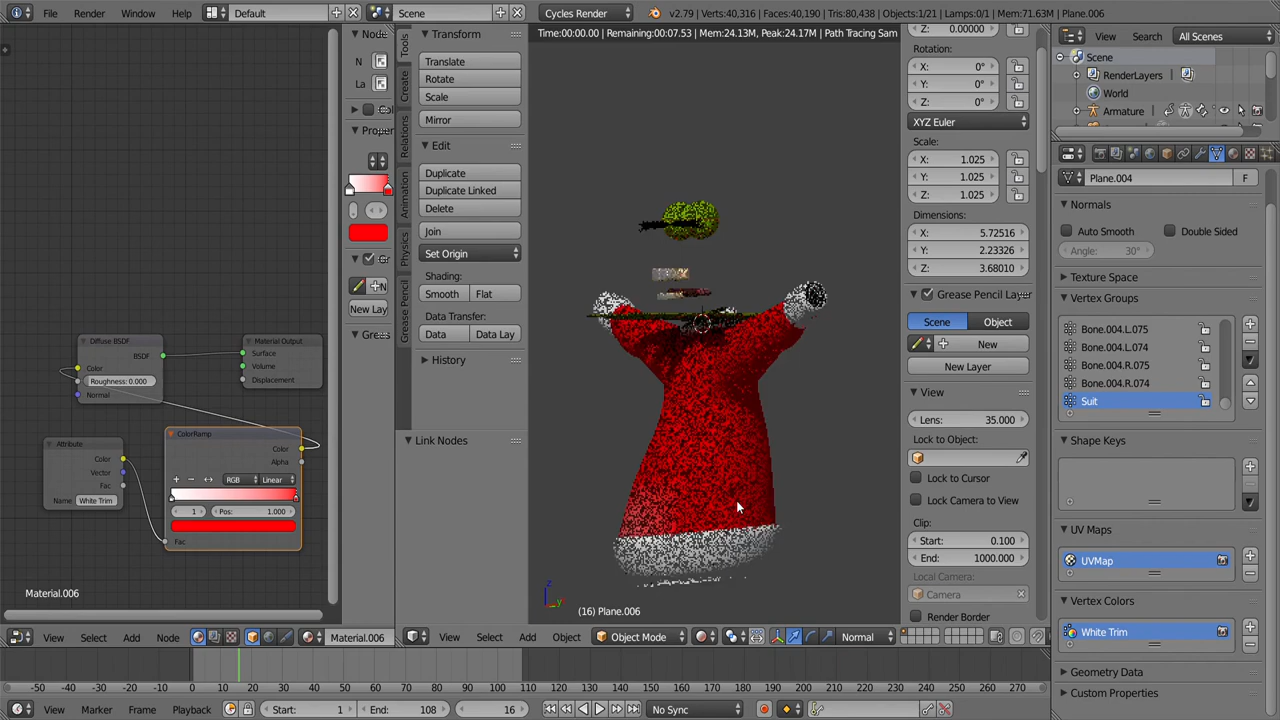 File Render Window Help Default Scene Cycles Render v2.79 | Verts:40,316 | Faces:40,190 | Tris:80,438 | Objects:1/21 | Lamps:0/1 | Mem:71.63M | Plane.006
Time:00:00.00 | Remaining:00:07.53 | Mem:24.13M, Peak:24.17M | Path Tracing Sam
View Search All Scenes
Scene
RenderLayers
World
Armature
Node
N
La
Prope
New Lay
Gre
Material.006
Diffuse BSDF
BSDF
Color
Roughness: 0.000
Normal
Material Output
Surface
Volume
Displacement
Attribute
Color
Vector
Fac
Name White Trim
ColorRamp
Color
Alpha
RGB Linear
1 Pos: 1.000
Fac
Tools
Create
Relations
Animation
Physics
Grease Pencil
Transform
Translate
Rotate
Scale
Mirror
Edit
Duplicate
Duplicate Linked
Delete
Join
Set Origin
Shading:
Smooth Flat
Data Transfer:
Data Data Lay
History
Link Nodes
(16) Plane.006
Z: 0.00000
Rotation:
X: 0°
Y: 0°
Z: 0°
XYZ Euler
Scale:
X: 1.025
Y: 1.025
Z: 1.025
Dimensions:
X: 5.72516
Y: 2.23326
Z: 3.68010
Grease Pencil Layer
Scene Object
New
New Layer
View
Lens: 35.000
Lock to Object:
Lock to Cursor
Lock Camera to View
Clip:
Start: 0.100
End: 1000.000
Local Camera:
Camera
Render Border
Plane.004 F
Normals
Auto Smooth Double Sided
Angle: 30°
Texture Space
Vertex Groups
Bone.004.L.075
Bone.004.L.074
Bone.004.R.075
Bone.004.R.074
Suit
Shape Keys
UV Maps
UVMap
Vertex Colors
White Trim
Geometry Data
Custom Properties
View Select Add Node Material.006
View Select Add Object Object Mode Normal
-50 -40 -30 -20 -10 0 10 20 30 40 50 60 70 80 90 100 110 120 130 140 150 160 170 180 190 200 210 220 230 240 250 260 270
View Marker Frame Playback Start: 1 End: 108 16 No Sync